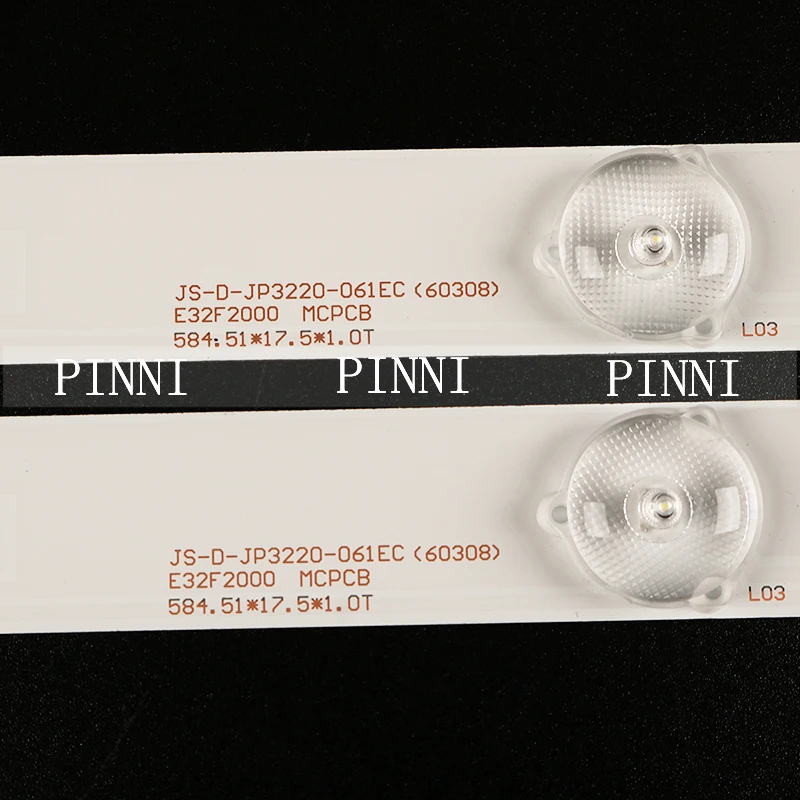 JS-D-JP3220-061EC (60308)
E32F2000 MCPCB
584.51*17.5*1.0T
L03
PINNI PINNI PINNI
JS-D-JP3220-061EC (60308)
E32F2000 MCPCB
584.51*17.5*1.0T
L03